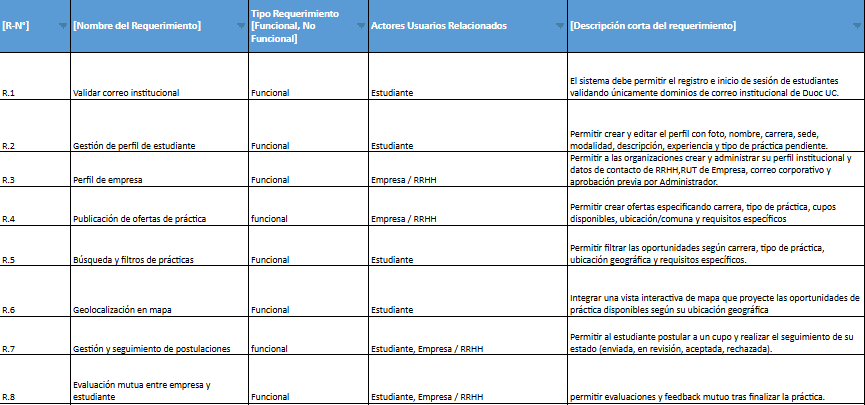 [R-N°]
[Nombre del Requerimiento]
Tipo Requerimiento
[Funcional, No
Funcional]
Actores Usuarios Relacionados
[Descripción corta del requerimiento]
R.1
Validar correo institucional
Funcional
Estudiante
El sistema debe permitir el registro e inicio de sesión de estudiantes
validando únicamente dominios de correo institucional de Duoc UC.
R.2
Gestión de perfil de estudiante
Funcional
Estudiante
Permitir crear y editar el perfil con foto, nombre, carrera, sede,
modalidad, descripción, experiencia y tipo de práctica pendiente.
R.3
Perfil de empresa
Funcional
Empresa / RRHH
Permitir a las organizaciones crear y administrar su perfil institucional y
datos de contacto de RRHH,RUT de Empresa, correo corporativo y
aprobación previa por Administrador.
R.4
Publicación de ofertas de práctica
funcional
Empresa / RRHH
Permitir crear ofertas especificando carrera, tipo de práctica, cupos
disponibles, ubicación/comuna y requisitos específicos
R.5
Búsqueda y filtros de prácticas
Funcional
Estudiante
Permitir filtrar las oportunidades según carrera, tipo de práctica,
ubicación geográfica y requisitos específicos.
R.6
Geolocalización en mapa
Funcional
Estudiante
Integrar una vista interactiva de mapa que proyecte las oportunidades de
práctica disponibles según su ubicación geográfica
R.7
Gestión y seguimiento de postulaciones
funcional
Estudiante, Empresa / RRHH
Permitir al estudiante postular a un cupo y realizar el seguimiento de su
estado (enviada, en revisión, aceptada, rechazada).
R.8
Evaluación mutua entre empresa y
estudiante
Funcional
Estudiante, Empresa / RRHH
permitir evaluaciones y feedback mutuo tras finalizar la práctica.